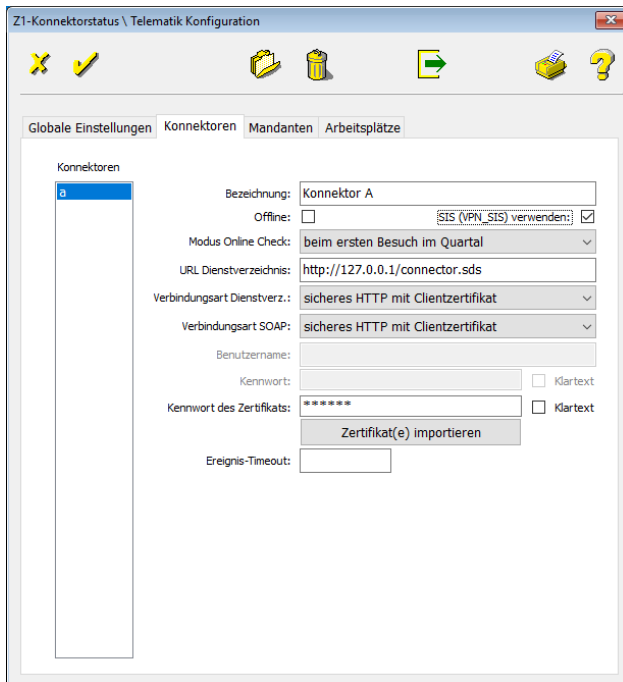 Z1-Konnektorstatus \ Telematik Konfiguration
Globale Einstellungen Konnektoren Mandanten Arbeitsplätze
Konnektoren
a
Bezeichnung: Konnektor A
Offline: SIS (VPN_SIS) verwenden:
Modus Online Check: beim ersten Besuch im Quartal
URL Dienstverzeichnis: http://127.0.0.1/connector.sds
Verbindungsart Dienstverz.: sicheres HTTP mit Clientzertifikat
Verbindungsart SOAP: sicheres HTTP mit Clientzertifikat
Benutzername:
Kennwort: Klartext
Kennwort des Zertifikats: ****** Klartext
Zertifikat(e) importieren
Ereignis-Timeout: